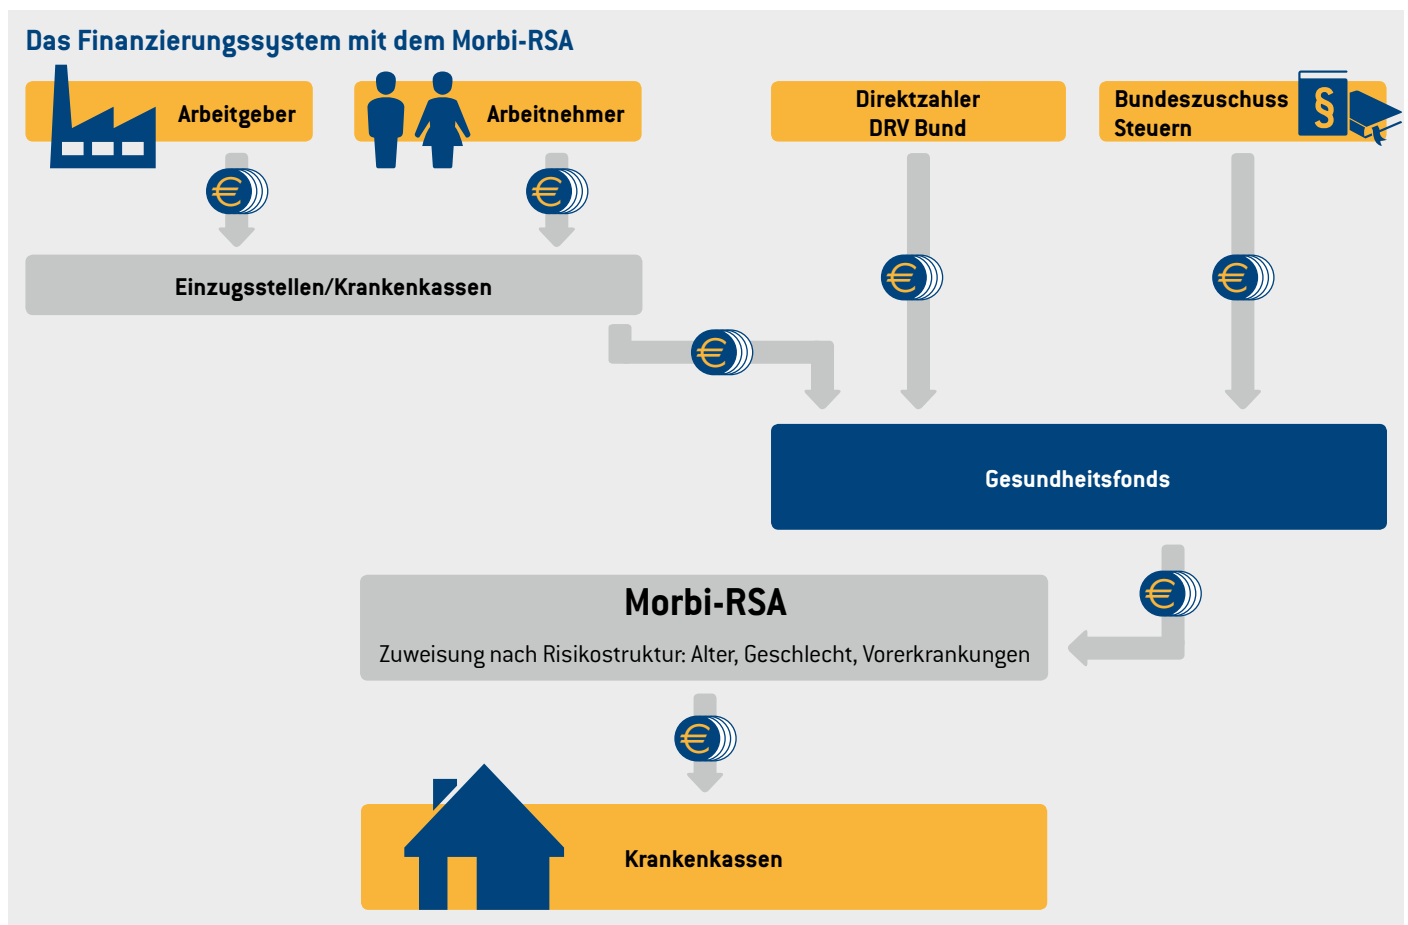 Das Finanzierungssystem mit dem Morbi-RSA
Arbeitgeber
Arbeitnehmer
Direktzahler
DRV Bund
Bundeszuschuss
Steuern
§
€
€
€
€
Einzugsstellen/Krankenkassen
€
Gesundheitsfonds
€
Morbi-RSA
Zuweisung nach Risikostruktur: Alter, Geschlecht, Vorerkrankungen
€
Krankenkassen